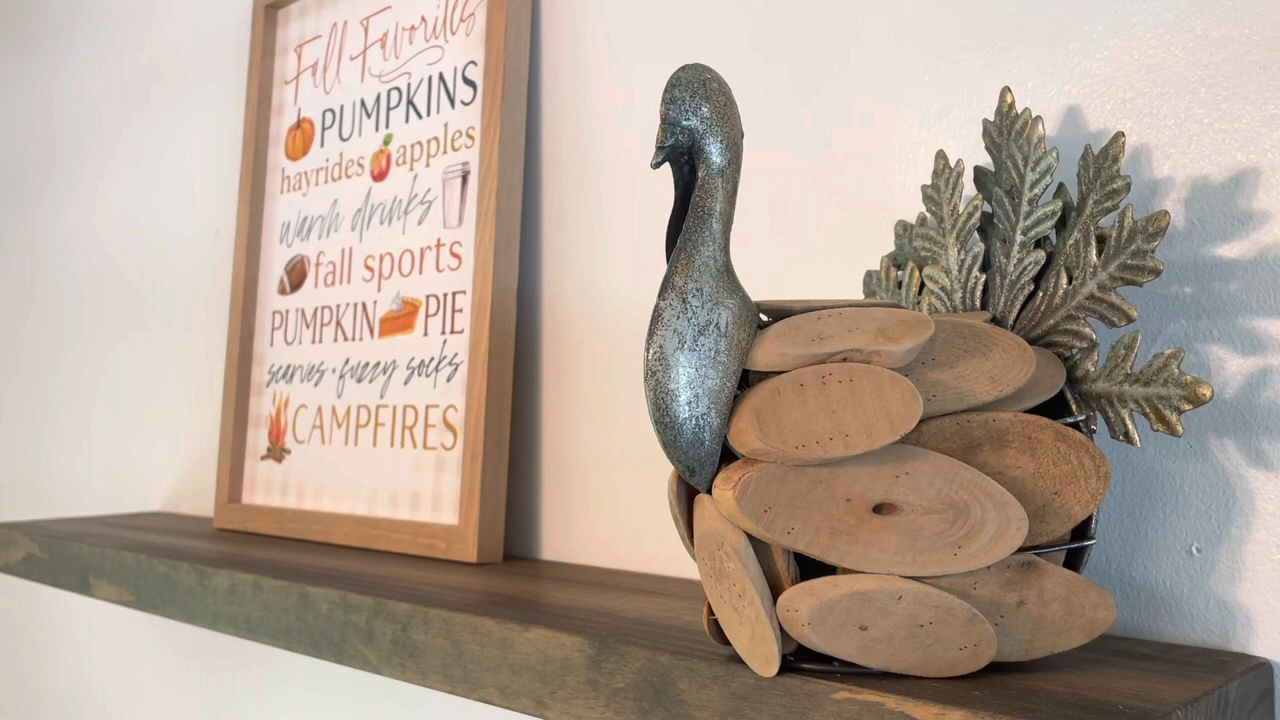 Fall Favorites
PUMPKINS
hayrides apples
warm drinks
fall sports
PUMPKIN PIE
scarves • fuzzy socks
CAMPFIRES